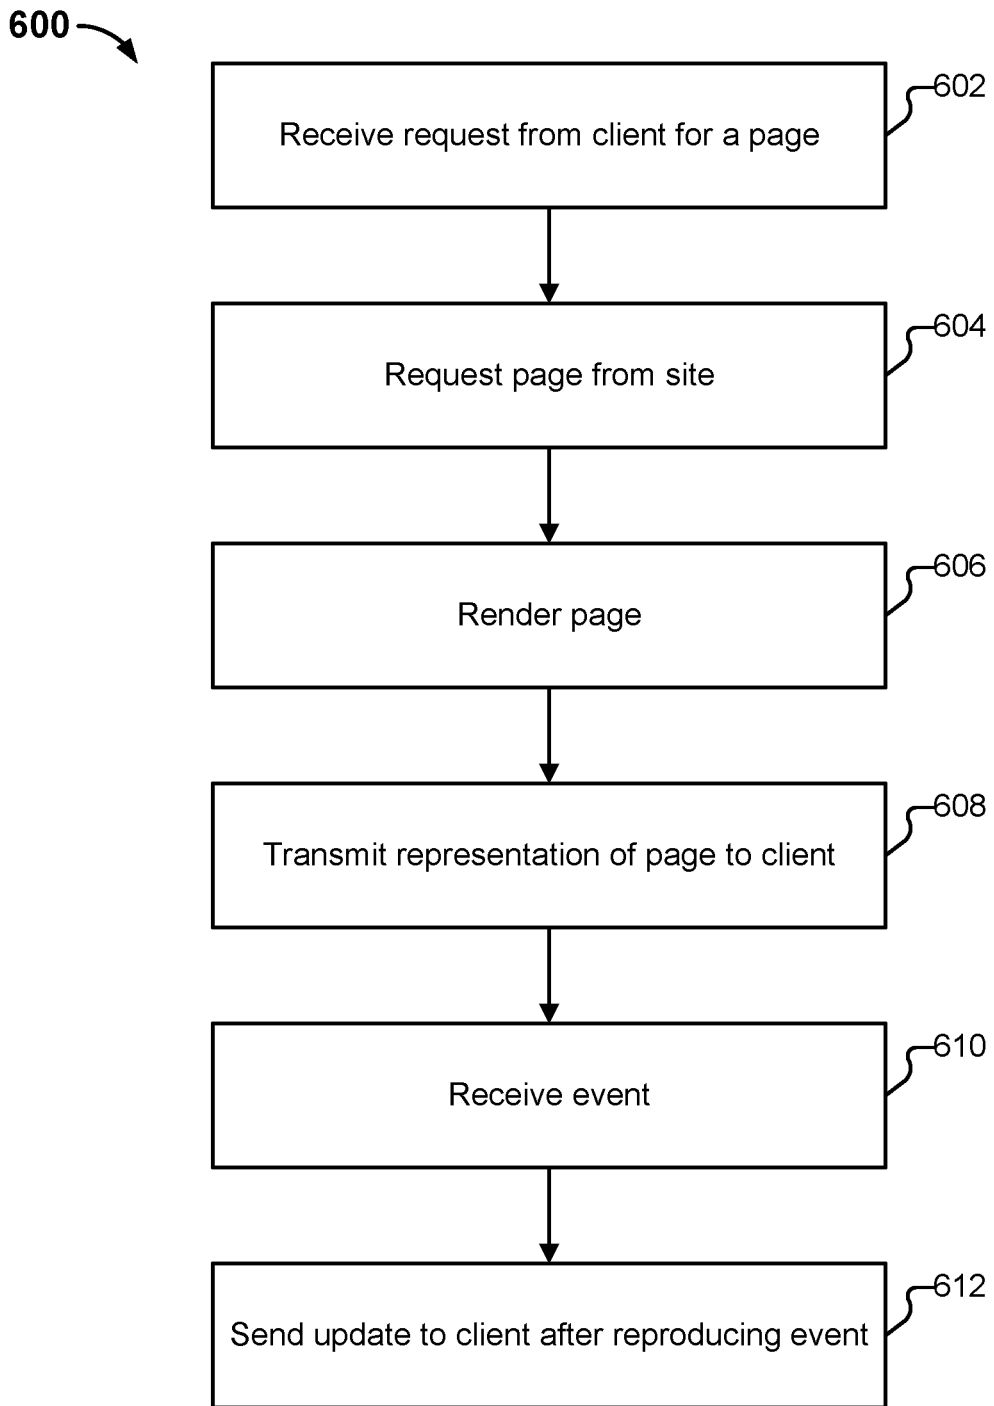 600
Receive request from client for a page
602
Request page from site
604
Render page
606
Transmit representation of page to client
608
Receive event
610
Send update to client after reproducing event
612